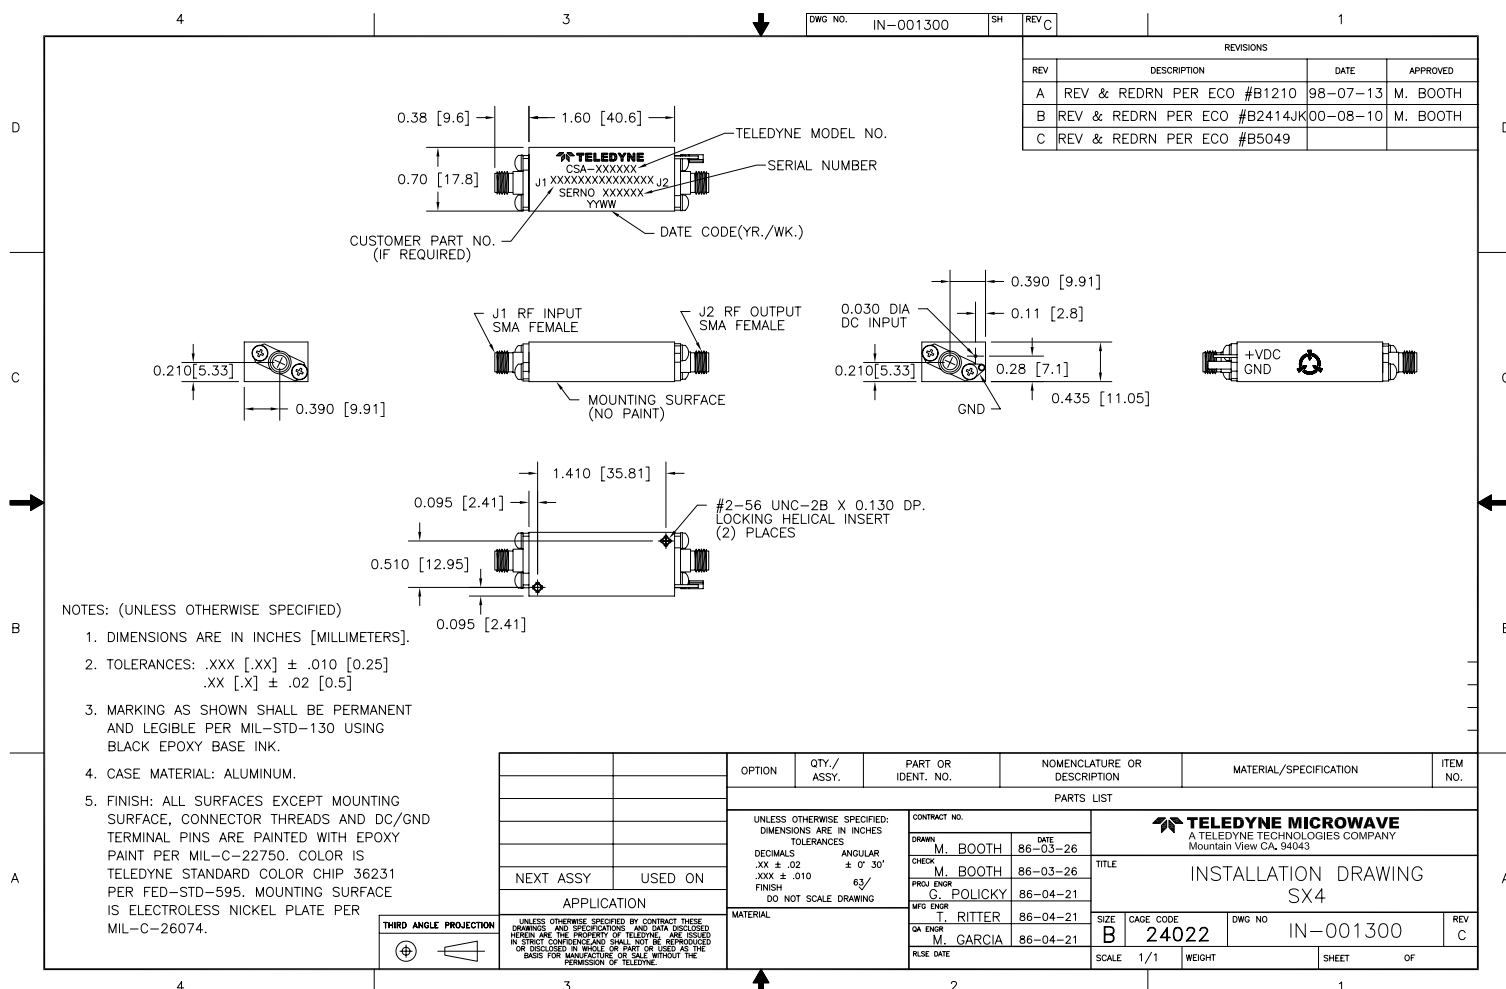 4
3
DWG NO.
IN-001300
SH
REV
C
1
REVISIONS
REV
DESCRIPTION
DATE
APPROVED
A
REV & REDRN PER ECO #B1210
98-07-13
M. BOOTH
B
REV & REDRN PER ECO #B2414JK
00-08-10
M. BOOTH
C
REV & REDRN PER ECO #B5049
D
D
0.38 [9.6]
1.60 [40.6]
TELEDYNE MODEL NO.
SERIAL NUMBER
0.70 [17.8]
TELEDYNE
CSA-XXXXXX
J1
XXXXXXXXXXXXXXX
J2
SERNO XXXXXX
YYWW
CUSTOMER PART NO.
(IF REQUIRED)
DATE CODE(YR./WK.)
0.390 [9.91]
0.11 [2.8]
0.030 DIA
DC INPUT
J1 RF INPUT
SMA FEMALE
J2 RF OUTPUT
SMA FEMALE
C
C
0.210[5.33]
0.390 [9.91]
MOUNTING SURFACE
(NO PAINT)
0.210[5.33]
0.28 [7.1]
0.435 [11.05]
GND
+VDC
GND
1.410 [35.81]
0.095 [2.41]
#2-56 UNC-2B X 0.130 DP.
LOCKING HELICAL INSERT
(2) PLACES
0.510 [12.95]
0.095 [2.41]
B
B
NOTES: (UNLESS OTHERWISE SPECIFIED)
1. DIMENSIONS ARE IN INCHES [MILLIMETERS].
2. TOLERANCES: .XXX [.XX] ± .010 [0.25]
.XX [.X] ± .02 [0.5]
3. MARKING AS SHOWN SHALL BE PERMANENT
AND LEGIBLE PER MIL-STD-130 USING
BLACK EPOXY BASE INK.
4. CASE MATERIAL: ALUMINUM.
5. FINISH: ALL SURFACES EXCEPT MOUNTING
SURFACE, CONNECTOR THREADS AND DC/GND
TERMINAL PINS ARE PAINTED WITH EPOXY
PAINT PER MIL-C-22750. COLOR IS
TELEDYNE STANDARD COLOR CHIP 36231
PER FED-STD-595. MOUNTING SURFACE
IS ELECTROLESS NICKEL PLATE PER
MIL-C-26074.
A
A
THIRD ANGLE PROJECTION
NEXT ASSY
USED ON
APPLICATION
UNLESS OTHERWISE SPECIFIED BY CONTRACT THESE
DRAWINGS AND SPECIFICATIONS AND DATA DISCLOSED
HEREIN ARE THE PROPERTY OF TELEDYNE, ARE ISSUED
IN STRICT CONFIDENCE,AND SHALL NOT BE REPRODUCED
OR DISCLOSED IN WHOLE OR PART OR USED AS THE
BASIS FOR MANUFACTURE OR SALE WITHOUT THE
PERMISSION OF TELEDYNE.
OPTION
QTY./
ASSY.
PART OR
IDENT. NO.
NOMENCLATURE OR
DESCRIPTION
MATERIAL/SPECIFICATION
ITEM
NO.
PARTS LIST
UNLESS OTHERWISE SPECIFIED:
DIMENSIONS ARE IN INCHES
TOLERANCES
DECIMALS
ANGULAR
.XX ± .02
± 0° 30'
.XXX ± .010
FINISH
63/
DO NOT SCALE DRAWING
MATERIAL
CONTRACT NO.
DRAWN
M. BOOTH
DATE
86-03-26
CHECK
M. BOOTH
86-03-26
PROJ ENGR
G. POLICKY
86-04-21
MFG ENGR
T. RITTER
86-04-21
QA ENGR
M. GARCIA
86-04-21
RLSE DATE
TELEDYNE MICROWAVE
A TELEDYNE TECHNOLOGIES COMPANY
Mountain View CA. 94043
TITLE
INSTALLATION DRAWING
SX4
SIZE
B
CAGE CODE
24022
DWG NO
IN-001300
REV
C
SCALE 1/1
WEIGHT
SHEET OF
4
3
2
1